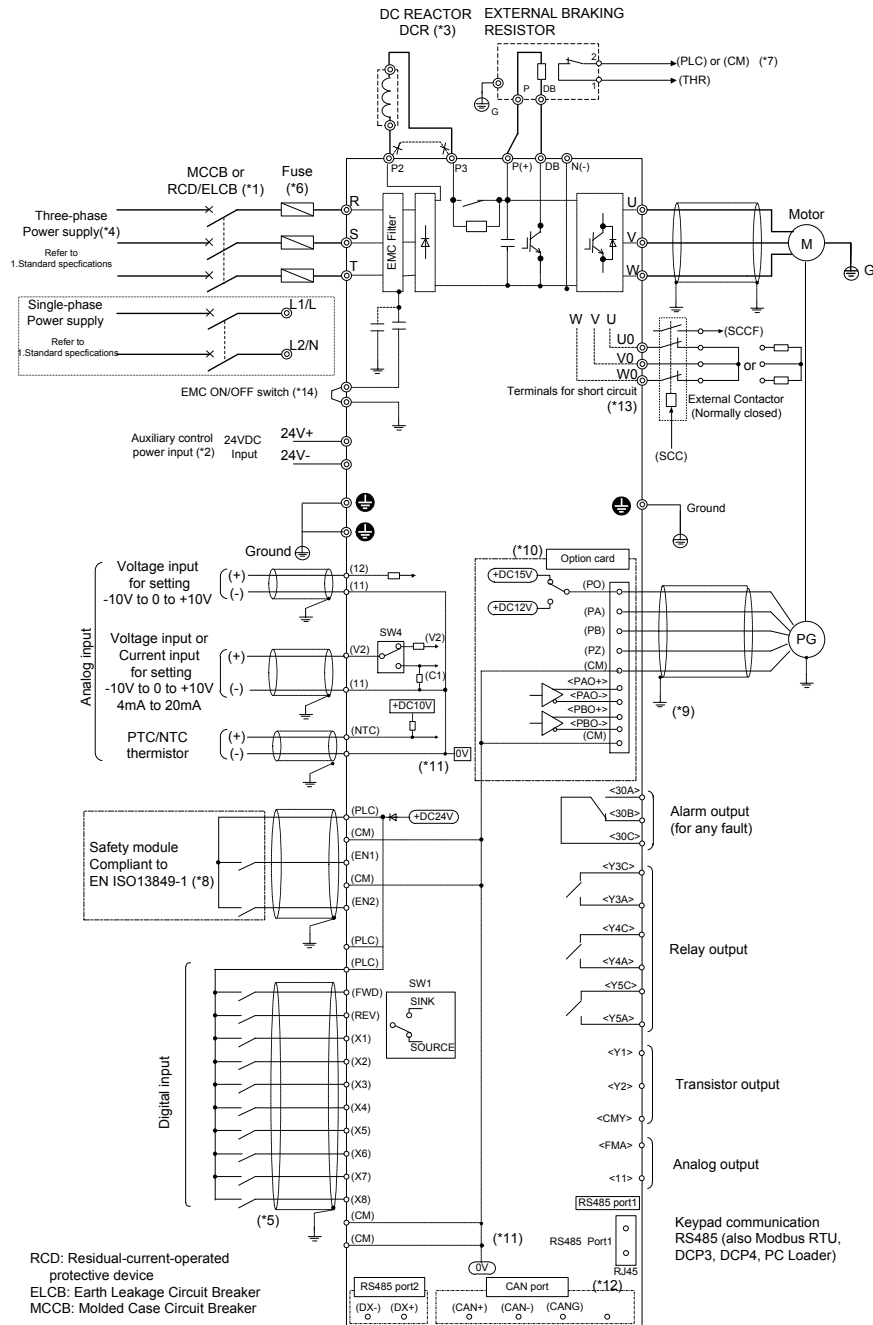 DC REACTOR
DCR (*3)
EXTERNAL BRAKING
RESISTOR
2
(PLC) or (CM) (*7)
1
(THR)
P
DB
G
P2
P3
P(+)
DB
N(-)
MCCB or
RCD/ELCB (*1)
Fuse
(*6)
Three-phase
Power supply(*4)
Refer to
1.Standard specfications
R
S
T
EMC Filter
U
V
W
Motor
M
G
Single-phase
Power supply
Refer to
1.Standard specfications
L1/L
L2/N
W V U
U0
V0
W0
(SCCF)
or
Terminals for short circuit
(*13)
External Contactor
(Normally closed)
(SCC)
EMC ON/OFF switch (*14)
Auxiliary control
power input (*2)
24VDC
Input
24V+
24V-
Ground
Ground
Analog input
Voltage input
for setting
-10V to 0 to +10V
(+)
(-)
(12)
(11)
Voltage input or
Current input
for setting
-10V to 0 to +10V
4mA to 20mA
(+)
(-)
(V2)
(11)
SW4
(V2)
(C1)
+DC10V
PTC/NTC
thermistor
(+)
(-)
(NTC)
(*11)
0V
(*10)
Option card
+DC15V
+DC12V
(PO)
(PA)
(PB)
(PZ)
(CM)
<PAO+>
<PAO->
<PBO+>
<PBO->
(CM)
PG
(*9)
Safety module
Compliant to
EN ISO13849-1 (*8)
(PLC)
+DC24V
(CM)
(EN1)
(CM)
(EN2)
(PLC)
(PLC)
<30A>
<30B>
<30C>
Alarm output
(for any fault)
<Y3C>
<Y3A>
<Y4C>
<Y4A>
<Y5C>
<Y5A>
Relay output
Digital input
(FWD)
(REV)
(X1)
(X2)
(X3)
(X4)
(X5)
(X6)
(X7)
(X8)
(CM)
(CM)
(*5)
SW1
SINK
SOURCE
<Y1>
<Y2>
<CMY>
Transistor output
<FMA>
<11>
Analog output
RS485 port1
RS485 Port1
RJ45
Keypad communication
RS485 (also Modbus RTU,
DCP3, DCP4, PC Loader)
(*11)
0V
(*12)
RS485 port2
(DX-) (DX+)
CAN port
(CAN+) (CAN-) (CANG)
RCD: Residual-current-operated
protective device
ELCB: Earth Leakage Circuit Breaker
MCCB: Molded Case Circuit Breaker